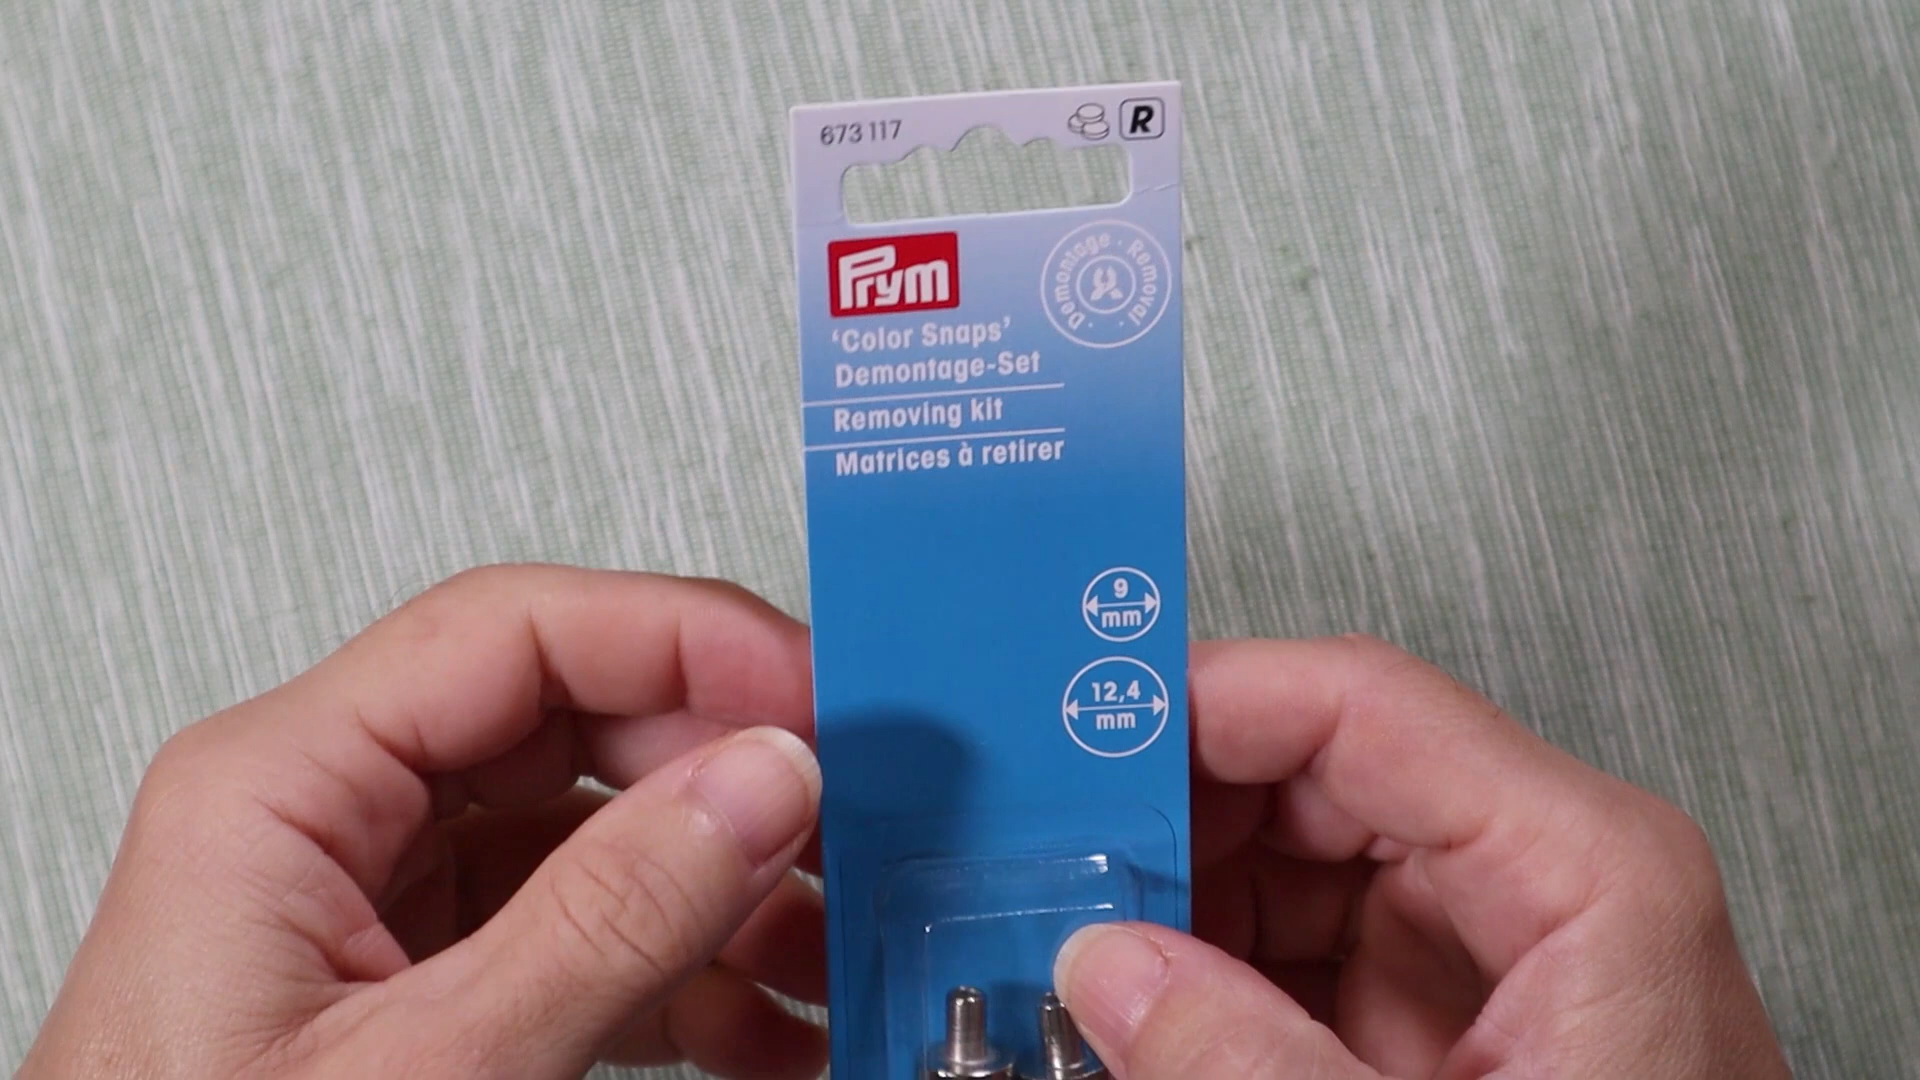 673 117
R
Prym
Demontage · Removal ·
‘Color Snaps’
Demontage-Set
Removing kit
Matrices à retirer
9
mm
12,4
mm